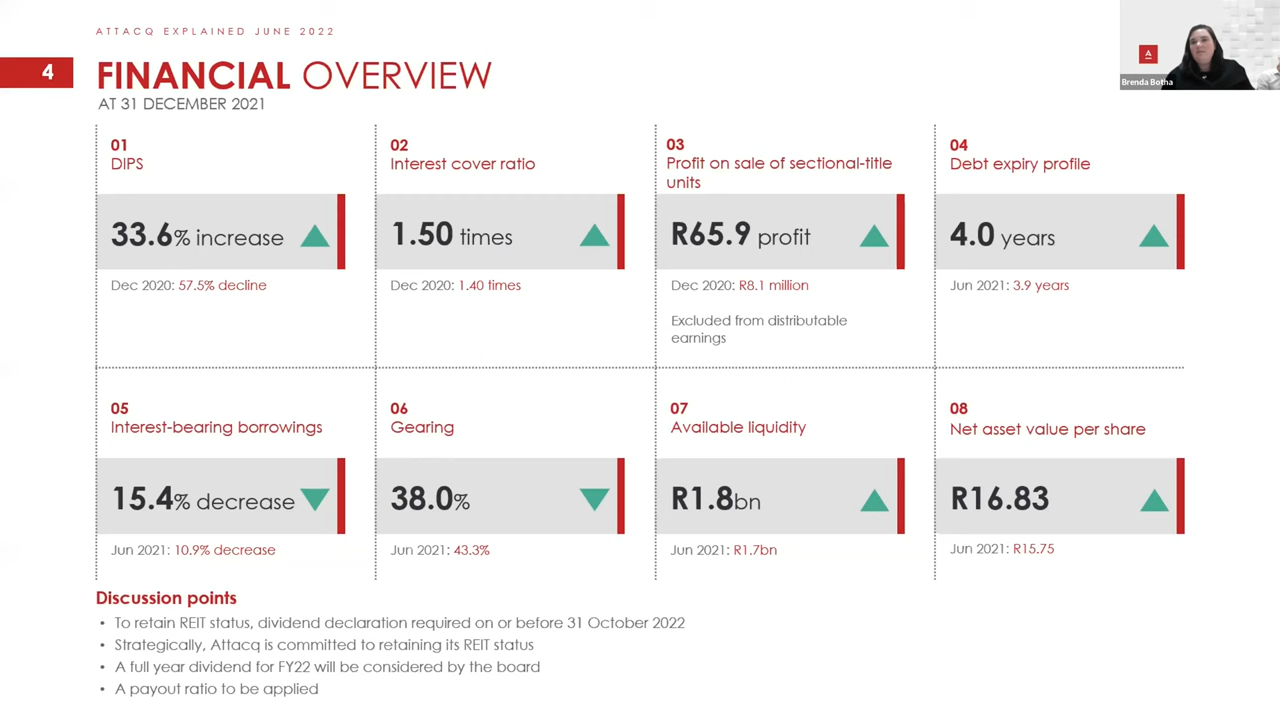 ATTACQ EXPLAINED JUNE 2022
4
FINANCIAL OVERVIEW
AT 31 DECEMBER 2021
Brenda Botha
01
DIPS
33.6% increase
Dec 2020: 57.5% decline
02
Interest cover ratio
1.50 times
Dec 2020: 1.40 times
03
Profit on sale of sectional-title
units
R65.9 profit
Dec 2020: R8.1 million
Excluded from distributable
earnings
04
Debt expiry profile
4.0 years
Jun 2021: 3.9 years
05
Interest-bearing borrowings
15.4% decrease
Jun 2021: 10.9% decrease
06
Gearing
38.0%
Jun 2021: 43.3%
07
Available liquidity
R1.8bn
Jun 2021: R1.7bn
08
Net asset value per share
R16.83
Jun 2021: R15.75
Discussion points
• To retain REIT status, dividend declaration required on or before 31 October 2022
• Strategically, Attacq is committed to retaining its REIT status
• A full year dividend for FY22 will be considered by the board
• A payout ratio to be applied